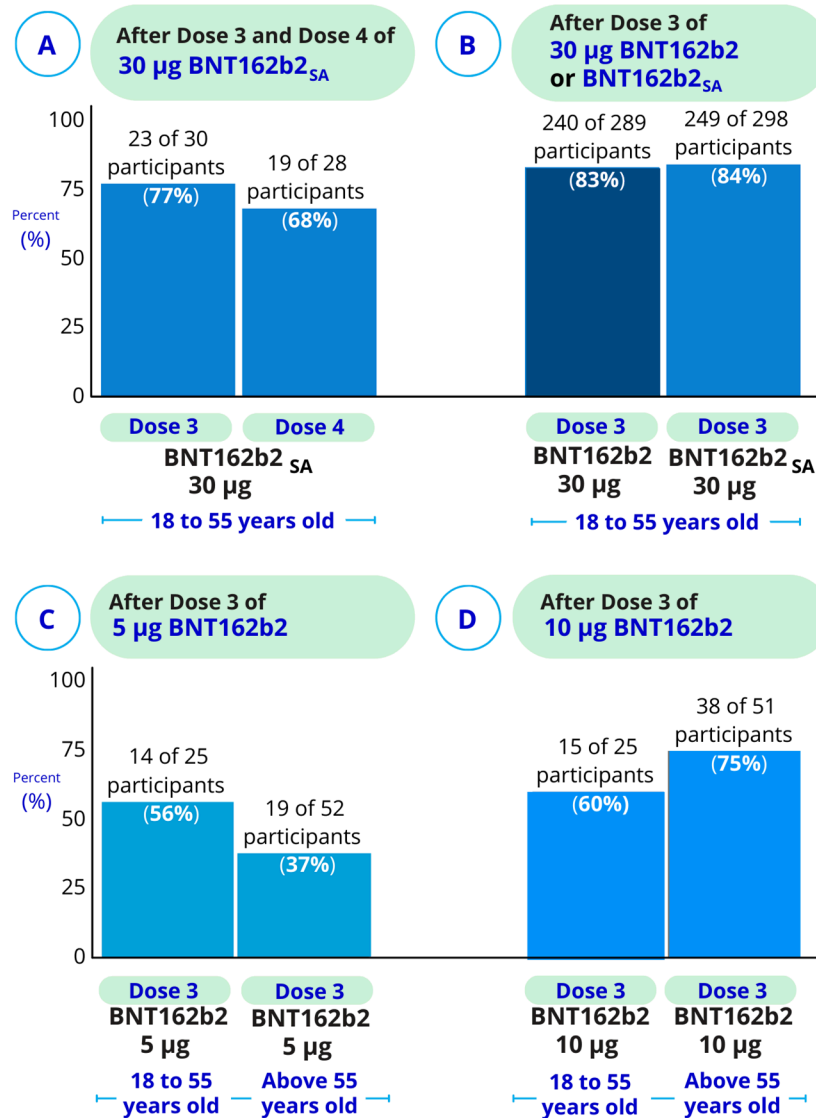 A
After Dose 3 and Dose 4 of
30 µg BNT162b2SA
100
75
50
25
0
Percent
(%)
23 of 30
participants
(77%)
19 of 28
participants
(68%)
Dose 3
Dose 4
BNT162b2 SA
30 µg
18 to 55 years old
B
After Dose 3 of
30 µg BNT162b2
or BNT162b2SA
240 of 289
participants
(83%)
249 of 298
participants
(84%)
Dose 3
BNT162b2
30 µg
Dose 3
BNT162b2 SA
30 µg
18 to 55 years old
C
After Dose 3 of
5 µg BNT162b2
100
75
50
25
0
Percent
(%)
14 of 25
participants
(56%)
19 of 52
participants
(37%)
Dose 3
BNT162b2
5 µg
18 to 55
years old
Dose 3
BNT162b2
5 µg
Above 55
years old
D
After Dose 3 of
10 µg BNT162b2
15 of 25
participants
(60%)
38 of 51
participants
(75%)
Dose 3
BNT162b2
10 µg
18 to 55
years old
Dose 3
BNT162b2
10 µg
Above 55
years old